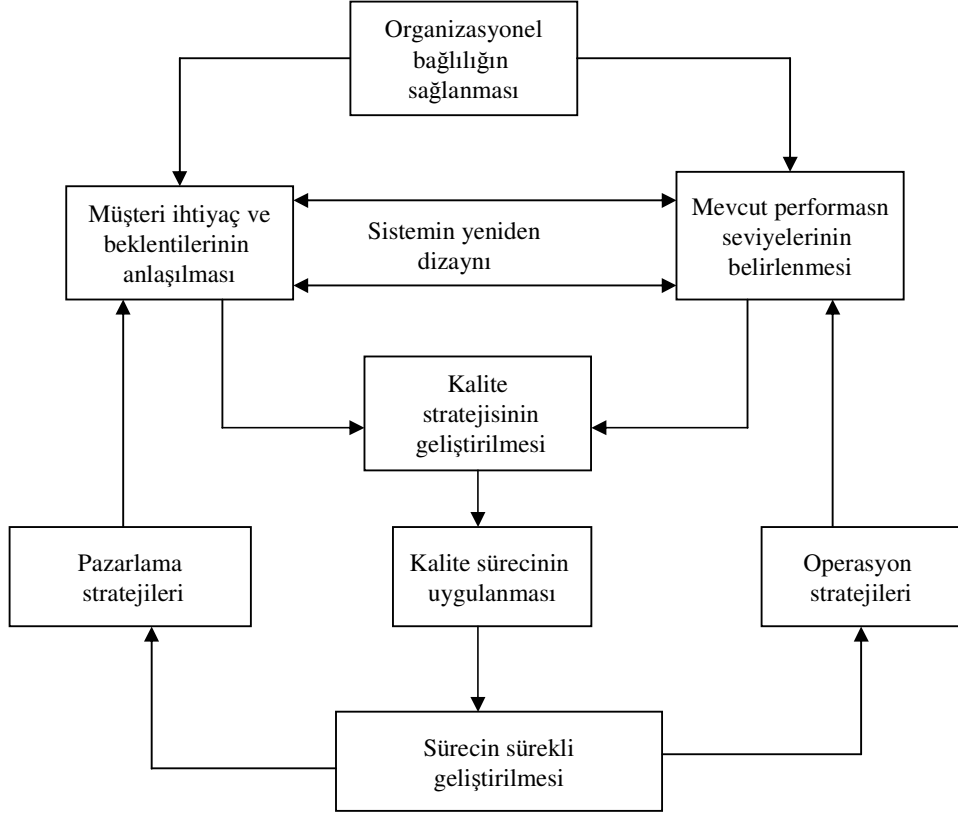 Organizasyonel
bağlılığın
sağlanması
Müşteri ihtiyaç ve
beklentilerinin
anlaşılması
Sistemin yeniden
dizaynı
Mevcut performasn
seviyelerinin
belirlenmesi
Kalite
stratejisinin
geliştirilmesi
Pazarlama
stratejileri
Kalite sürecinin
uygulanması
Operasyon
stratejileri
Sürecin sürekli
geliştirilmesi